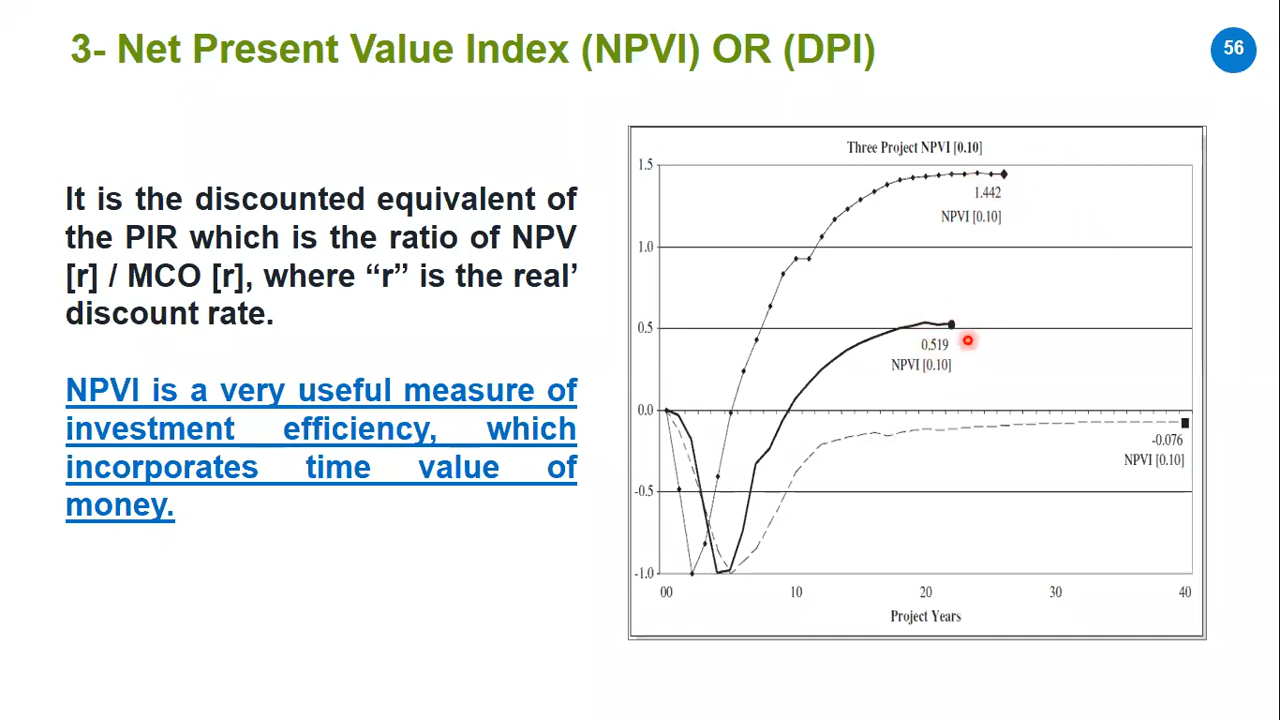 3- Net Present Value Index (NPVI) OR (DPI)
56
It is the discounted equivalent of
the PIR which is the ratio of NPV
[r] / MCO [r], where “r” is the real’
discount rate.
NPVI is a very useful measure of
investment efficiency, which
incorporates time value of
money.
Three Project NPVI [0.10]
1.5
1.442
NPVI [0.10]
1.0
0.5
0.519
NPVI [0.10]
0.0
-0.076
NPVI [0.10]
-0.5
-1.0
00 10 20 30 40
Project Years